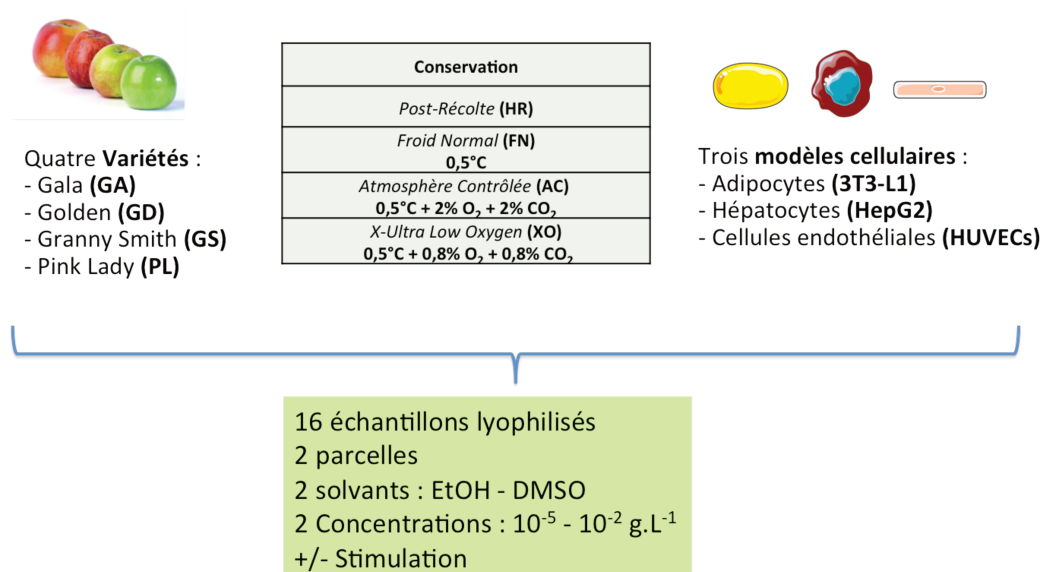 Quatre Variétés :
- Gala (GA)
- Golden (GD)
- Granny Smith (GS)
- Pink Lady (PL)
Conservation
Post-Récolte (HR)
Froid Normal (FN)
0,5°C
Atmosphère Contrôlée (AC)
0,5°C + 2% O₂ + 2% CO₂
X-Ultra Low Oxygen (XO)
0,5°C + 0,8% O₂ + 0,8% CO₂
Trois modèles cellulaires :
- Adipocytes (3T3-L1)
- Hépatocytes (HepG2)
- Cellules endothéliales (HUVECs)
16 échantillons lyophilisés
2 parcelles
2 solvants : EtOH - DMSO
2 Concentrations : 10⁻⁵ - 10⁻² g.L⁻¹
+/- Stimulation